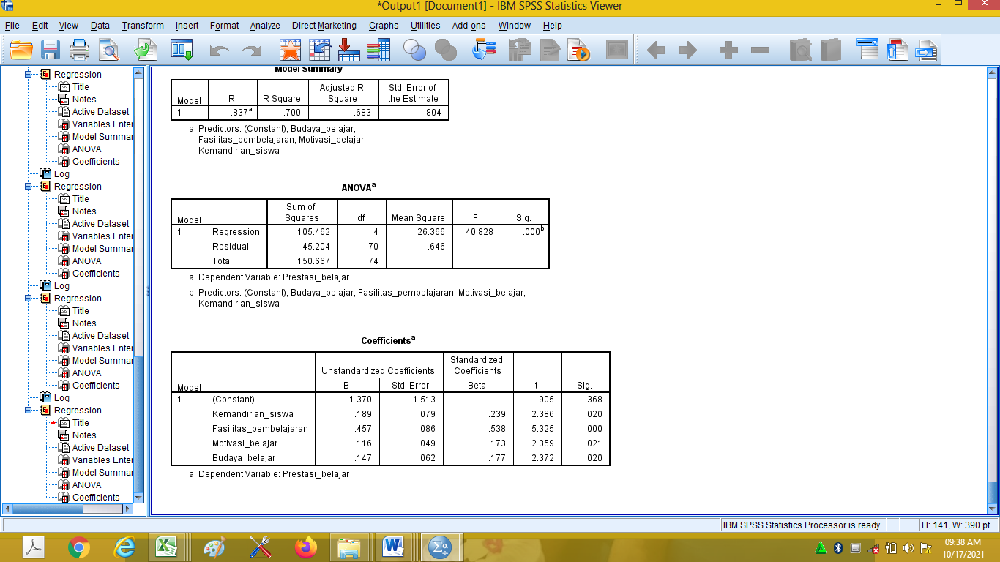 *Output1 [Document1] - IBM SPSS Statistics Viewer
File Edit View Data Transform Insert Format Analyze Direct Marketing Graphs Utilities Add-ons Window Help
Regression
Title
Notes
Active Dataset
Variables Enter
Model Summar
ANOVA
Coefficients
Log
Regression
Title
Notes
Active Dataset
Variables Enter
Model Summar
ANOVA
Coefficients
Log
Regression
Title
Notes
Active Dataset
Variables Enter
Model Summar
ANOVA
Coefficients
Log
Regression
Title
Notes
Active Dataset
Variables Enter
Model Summar
ANOVA
Coefficients
Model Summary
Model R R Square Adjusted R Square Std. Error of the Estimate
1 .837a .700 .683 .804
a. Predictors: (Constant), Budaya_belajar,
Fasilitas_pembelajaran, Motivasi_belajar,
Kemandirian_siswa
ANOVAa
Model Sum of Squares df Mean Square F Sig.
1 Regression 105.462 4 26.366 40.828 .000b
Residual 45.204 70 .646
Total 150.667 74
a. Dependent Variable: Prestasi_belajar
b. Predictors: (Constant), Budaya_belajar, Fasilitas_pembelajaran, Motivasi_belajar,
Kemandirian_siswa
Coefficientsa
Unstandardized Coefficients Standardized Coefficients
Model B Std. Error Beta t Sig.
1 (Constant) 1.370 1.513 .905 .368
Kemandirian_siswa .189 .079 .239 2.386 .020
Fasilitas_pembelajaran .457 .086 .538 5.325 .000
Motivasi_belajar .116 .049 .173 2.359 .021
Budaya_belajar .147 .062 .177 2.372 .020
a. Dependent Variable: Prestasi_belajar
IBM SPSS Statistics Processor is ready
H: 141, W: 390 pt.
09:38 AM
10/17/2021